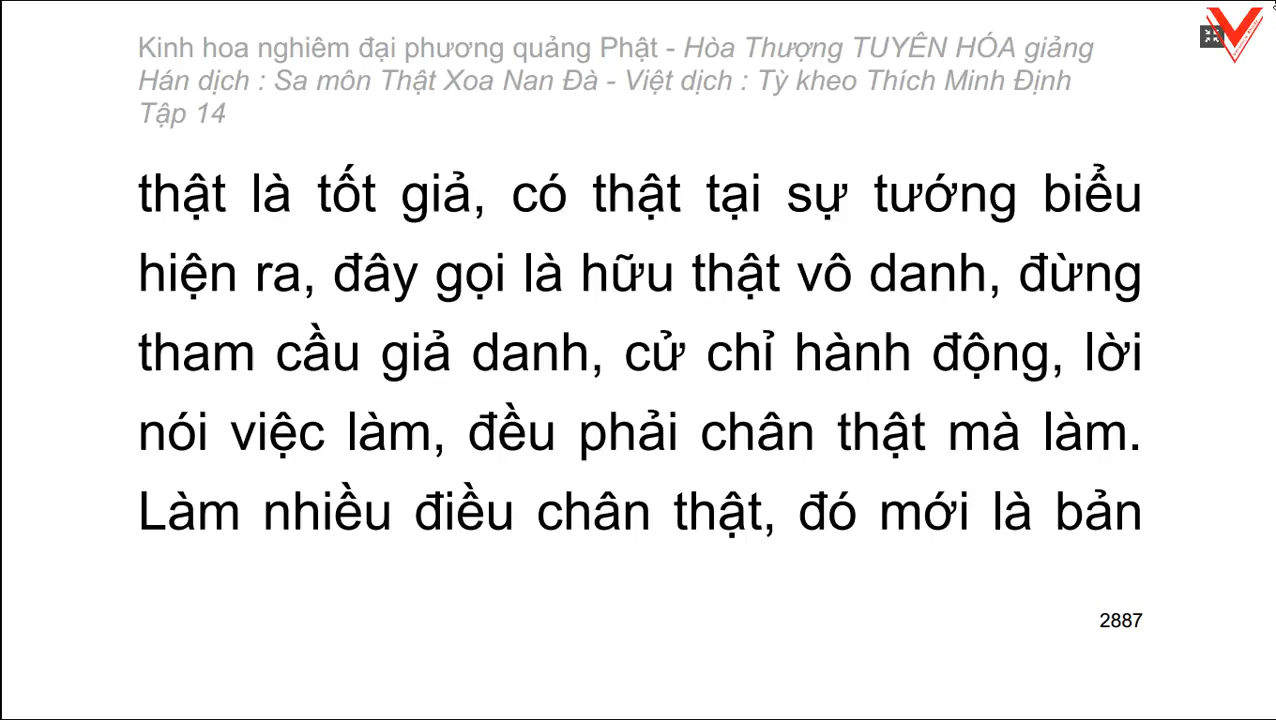 Kinh hoa nghiêm đại phương quảng Phật - Hòa Thượng TUYÊN HÓA giảng
Hán dịch : Sa môn Thật Xoa Nan Đà - Việt dịch : Tỳ kheo Thích Minh Định
Tập 14
thật là tốt giả, có thật tại sự tướng biểu
hiện ra, đây gọi là hữu thật vô danh, đừng
tham cầu giả danh, cử chỉ hành động, lời
nói việc làm, đều phải chân thật mà làm.
Làm nhiều điều chân thật, đó mới là bản
2887